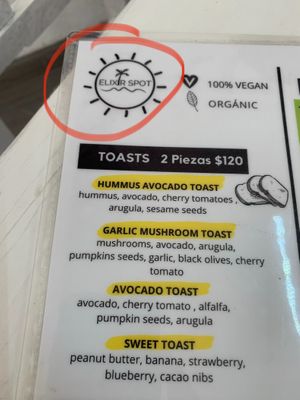 ELIXIR SPOT
100% VEGAN
ORGÁNIC
TOASTS 2 Piezas $120
HUMMUS AVOCADO TOAST
hummus, avocado, cherry tomatoes ,
arugula, sesame seeds
GARLIC MUSHROOM TOAST
mushrooms, avocado, arugula,
pumpkins seeds, garlic, black olives, cherry
tomato
AVOCADO TOAST
avocado, cherry tomato , alfalfa,
pumpkin seeds, arugula
SWEET TOAST
peanut butter, banana, strawberry,
blueberry, cacao nibs